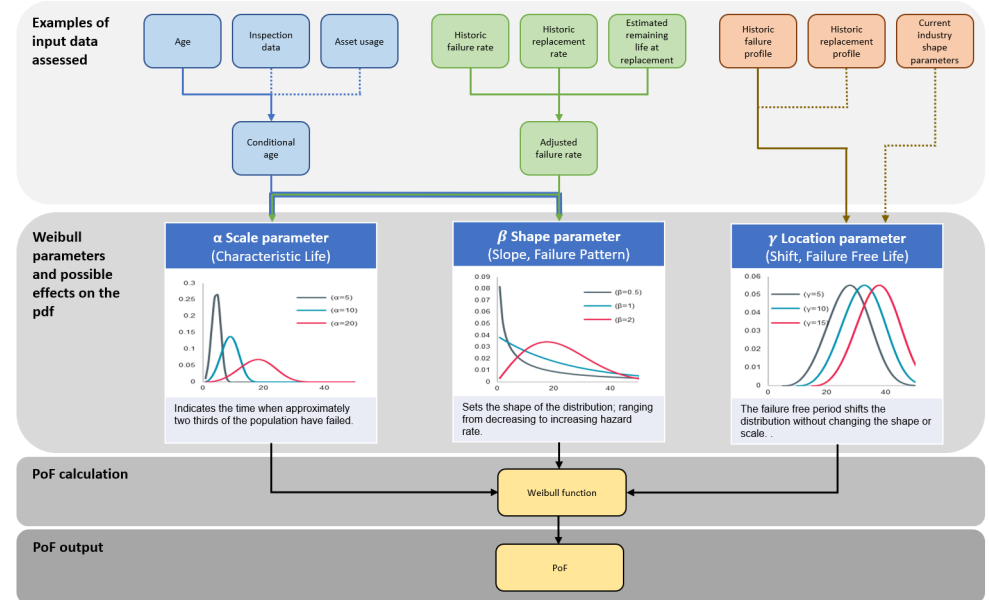 Examples of
input data
assessed
Age
Inspection
data
Asset usage
Historic
failure rate
Historic
replacement
rate
Estimated
remaining
life at
replacement
Historic
failure
profile
Historic
replacement
profile
Current
industry
shape
parameters
Conditional
age
Adjusted
failure rate
Weibull
parameters
and possible
effects on the
pdf
α Scale parameter
(Characteristic Life)
0.3
0.25
0.2
0.15
0.1
0.05
0
0
20
40
(α=5)
(α=10)
(α=20)
Indicates the time when approximately
two thirds of the population have failed.
β Shape parameter
(Slope, Failure Pattern)
0.09
0.08
0.07
0.06
0.05
0.04
0.03
0.02
0.01
0
0
20
40
(β=0.5)
(β=1)
(β=2)
Sets the shape of the distribution; ranging
from decreasing to increasing hazard
rate.
γ Location parameter
(Shift, Failure Free Life)
0.06
0.05
0.04
0.03
0.02
0.01
0
0
20
40
(γ=5)
(γ=10)
(γ=15)
The failure free period shifts the
distribution without changing the shape or
scale. .
PoF calculation
Weibull function
PoF output
PoF